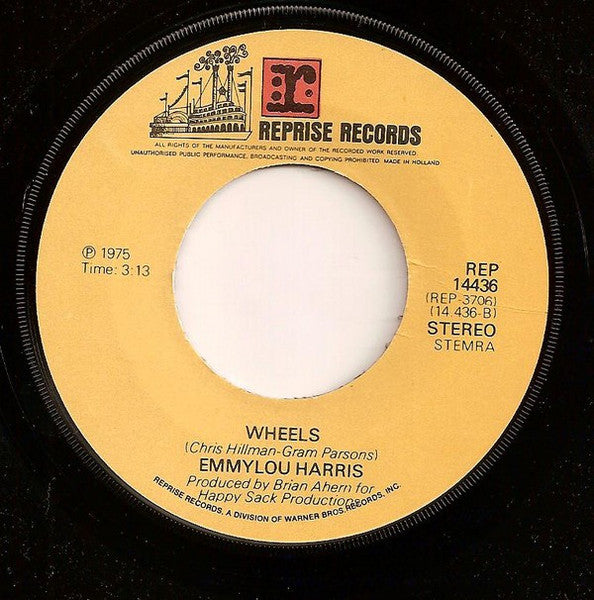 r
REPRISE RECORDS
ALL RIGHTS OF THE MANUFACTURERS AND OWNER OF THE RECORDED WORK RESERVED.
UNAUTHORISED PUBLIC PERFORMANCE, BROADCASTING AND COPYING PROHIBITED. MADE IN HOLLAND
℗ 1975
Time: 3:13
REP
14436
(REP-3706)
(14.436-B)
STEREO
STEMRA
WHEELS
(Chris Hillman-Gram Parsons)
EMMYLOU HARRIS
Produced by Brian Ahern for
Happy Sack Productions
REPRISE RECORDS, A DIVISION OF WARNER BROS. RECORDS, INC.